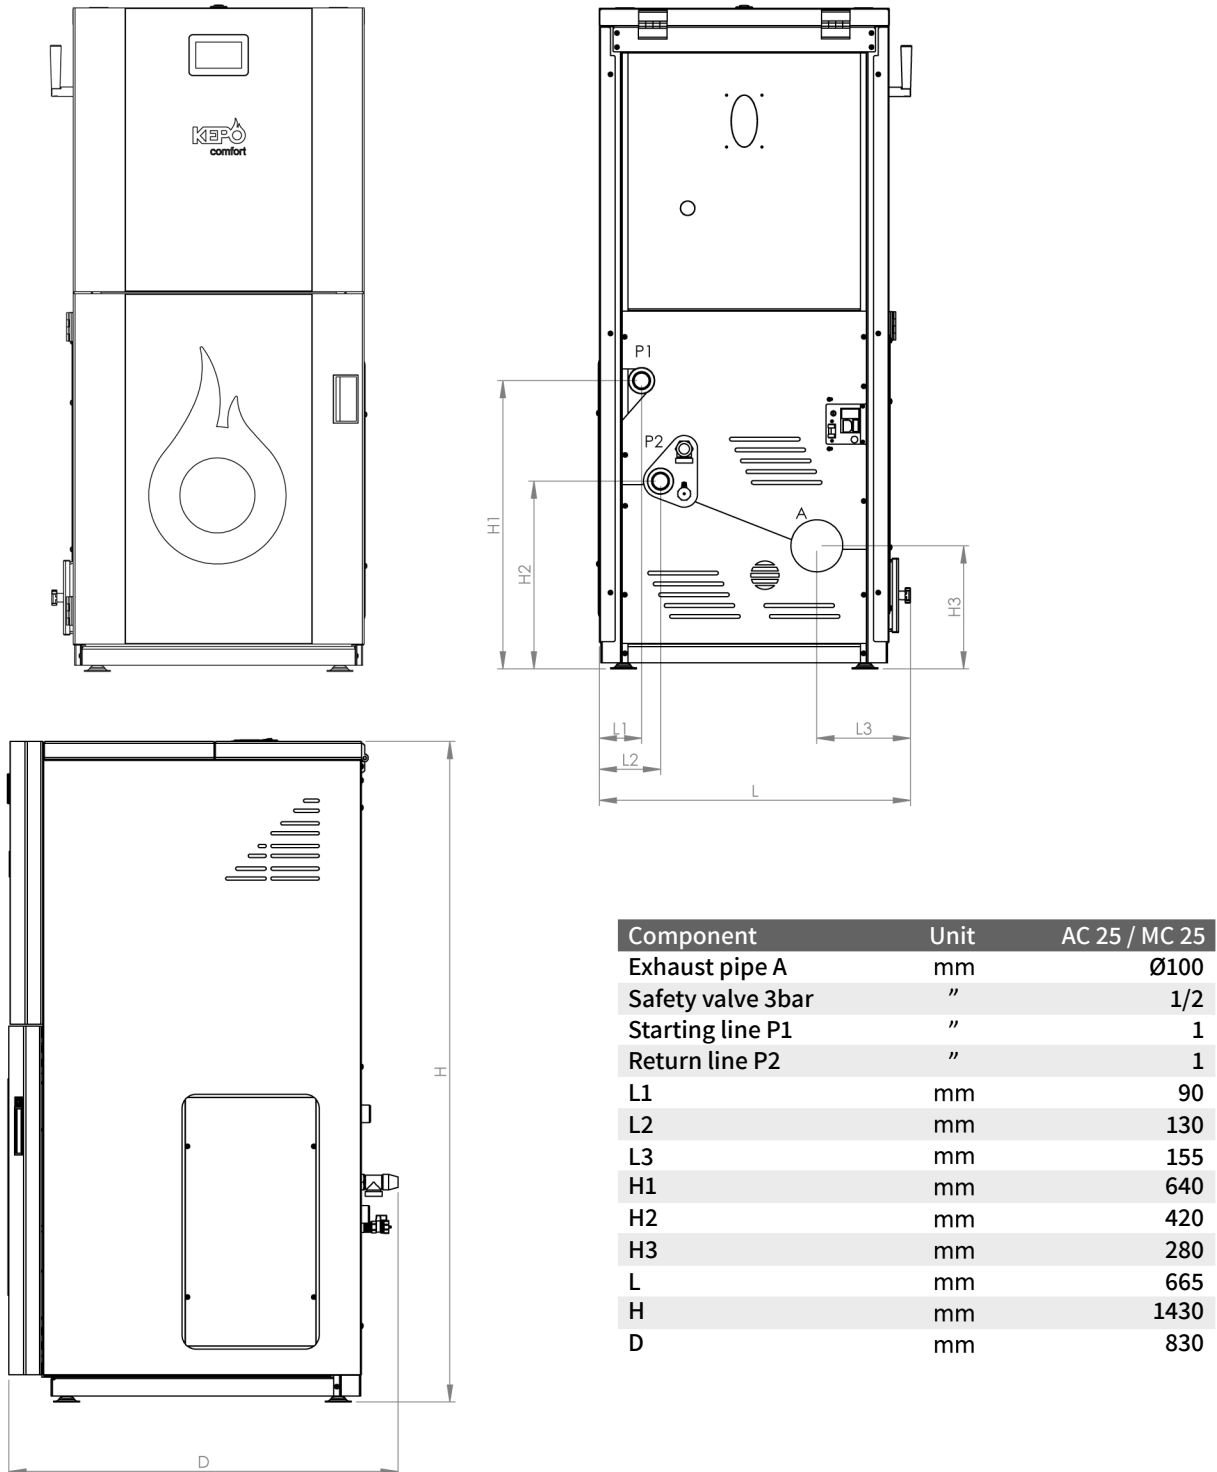 KEPO
comfort
P1
P2
A
H1
H2
H3
L1
L3
L2
L
H
D
Component Unit AC 25 / MC 25
Exhaust pipe A mm Ø100
Safety valve 3bar ” 1/2
Starting line P1 ” 1
Return line P2 ” 1
L1 mm 90
L2 mm 130
L3 mm 155
H1 mm 640
H2 mm 420
H3 mm 280
L mm 665
H mm 1430
D mm 830